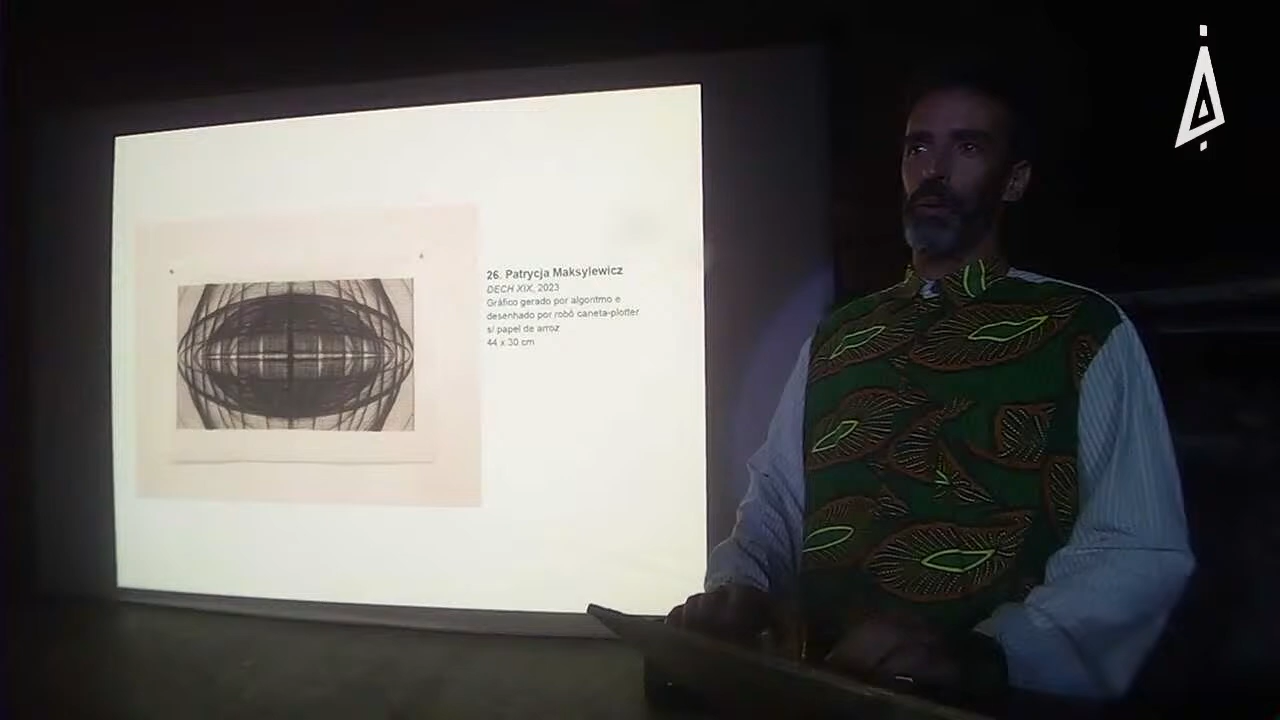 26. Patrycja Maksylewicz
DECH XIX, 2023
Gráfico gerado por algoritmo e
desenhado por robô caneta-plotter
s/ papel de arroz
44 x 30 cm